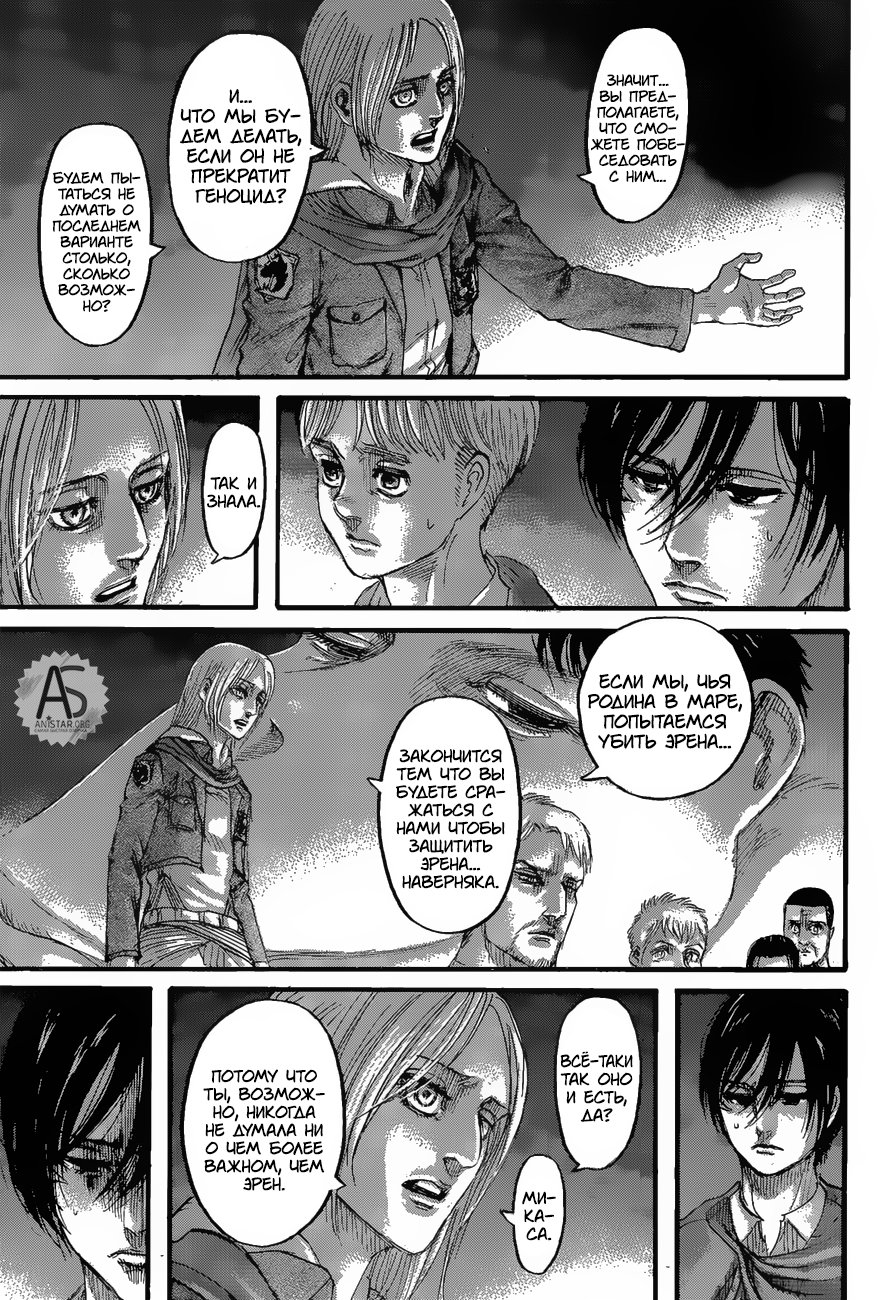 ЗНАЧИТ...
ВЫ ПРЕД-
ПОЛАГАЕТЕ,
ЧТО СМО-
ЖЕТЕ ПОБЕ-
СЕДОВАТЬ
С НИМ...
И...
ЧТО МЫ БУ-
ДЕМ ДЕЛАТЬ,
ЕСЛИ ОН НЕ
ПРЕКРАТИТ
ГЕНОЦИД?
БУДЕМ ПЫ-
ТАТЬСЯ НЕ
ДУМАТЬ О
ПОСЛЕДНЕМ
ВАРИАНТЕ
СТОЛЬКО,
СКОЛЬКО
ВОЗМОЖ-
НО?
ТАК И
ЗНАЛА.
ЕСЛИ МЫ, ЧЬЯ
РОДИНА В МАРЕ,
ПОПЫТАЕМСЯ
УБИТЬ ЭРЕНА...
ЗАКОНЧИТСЯ
ТЕМ ЧТО ВЫ
БУДЕТЕ СРА-
ЖАТЬСЯ С
НАМИ ЧТОБЫ
ЗАЩИТИТЬ
ЭРЕНА...
НАВЕРНЯКА.
AS
ANISTAR.ORG
САМАЯ БЫСТРАЯ ОЗВУЧКА
ВСЁ-ТАКИ
ТАК ОНО
И ЕСТЬ,
ДА?
МИ-
КА-
СА.
ПОТОМУ ЧТО
ТЫ, ВОЗМОЖ-
НО, НИКОГДА
НЕ ДУМАЛА НИ
О ЧЕМ БОЛЕЕ
ВАЖНОМ, ЧЕМ
ЭРЕН.